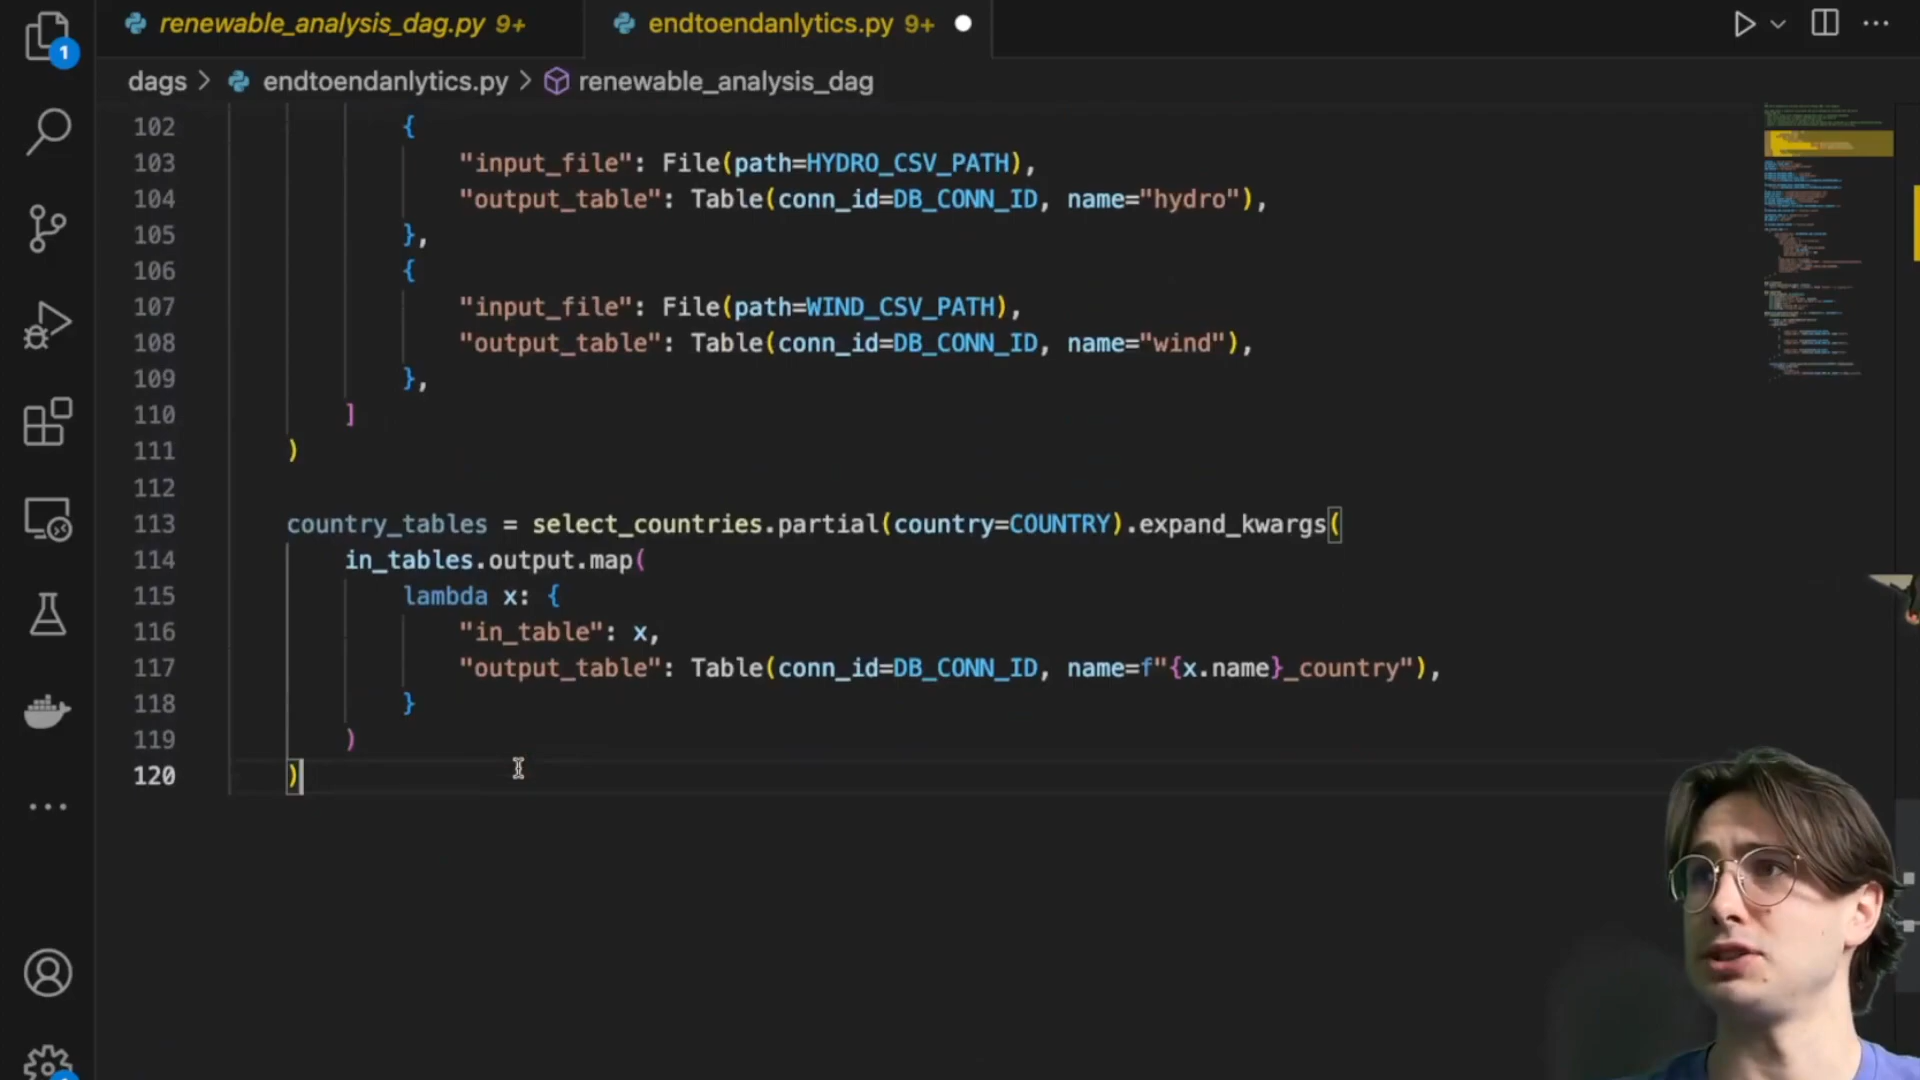 renewable_analysis_dag.py 9+
endtoendanlytics.py 9+
1
dags > endtoendanlytics.py > renewable_analysis_dag
102 {
103 "input_file": File(path=HYDRO_CSV_PATH),
104 "output_table": Table(conn_id=DB_CONN_ID, name="hydro"),
105 },
106 {
107 "input_file": File(path=WIND_CSV_PATH),
108 "output_table": Table(conn_id=DB_CONN_ID, name="wind"),
109 },
110 ]
111 )
112
113 country_tables = select_countries.partial(country=COUNTRY).expand_kwargs(
114 in_tables.output.map(
115 lambda x: {
116 "in_table": x,
117 "output_table": Table(conn_id=DB_CONN_ID, name=f"{x.name}_country"),
118 }
119 )
120 )